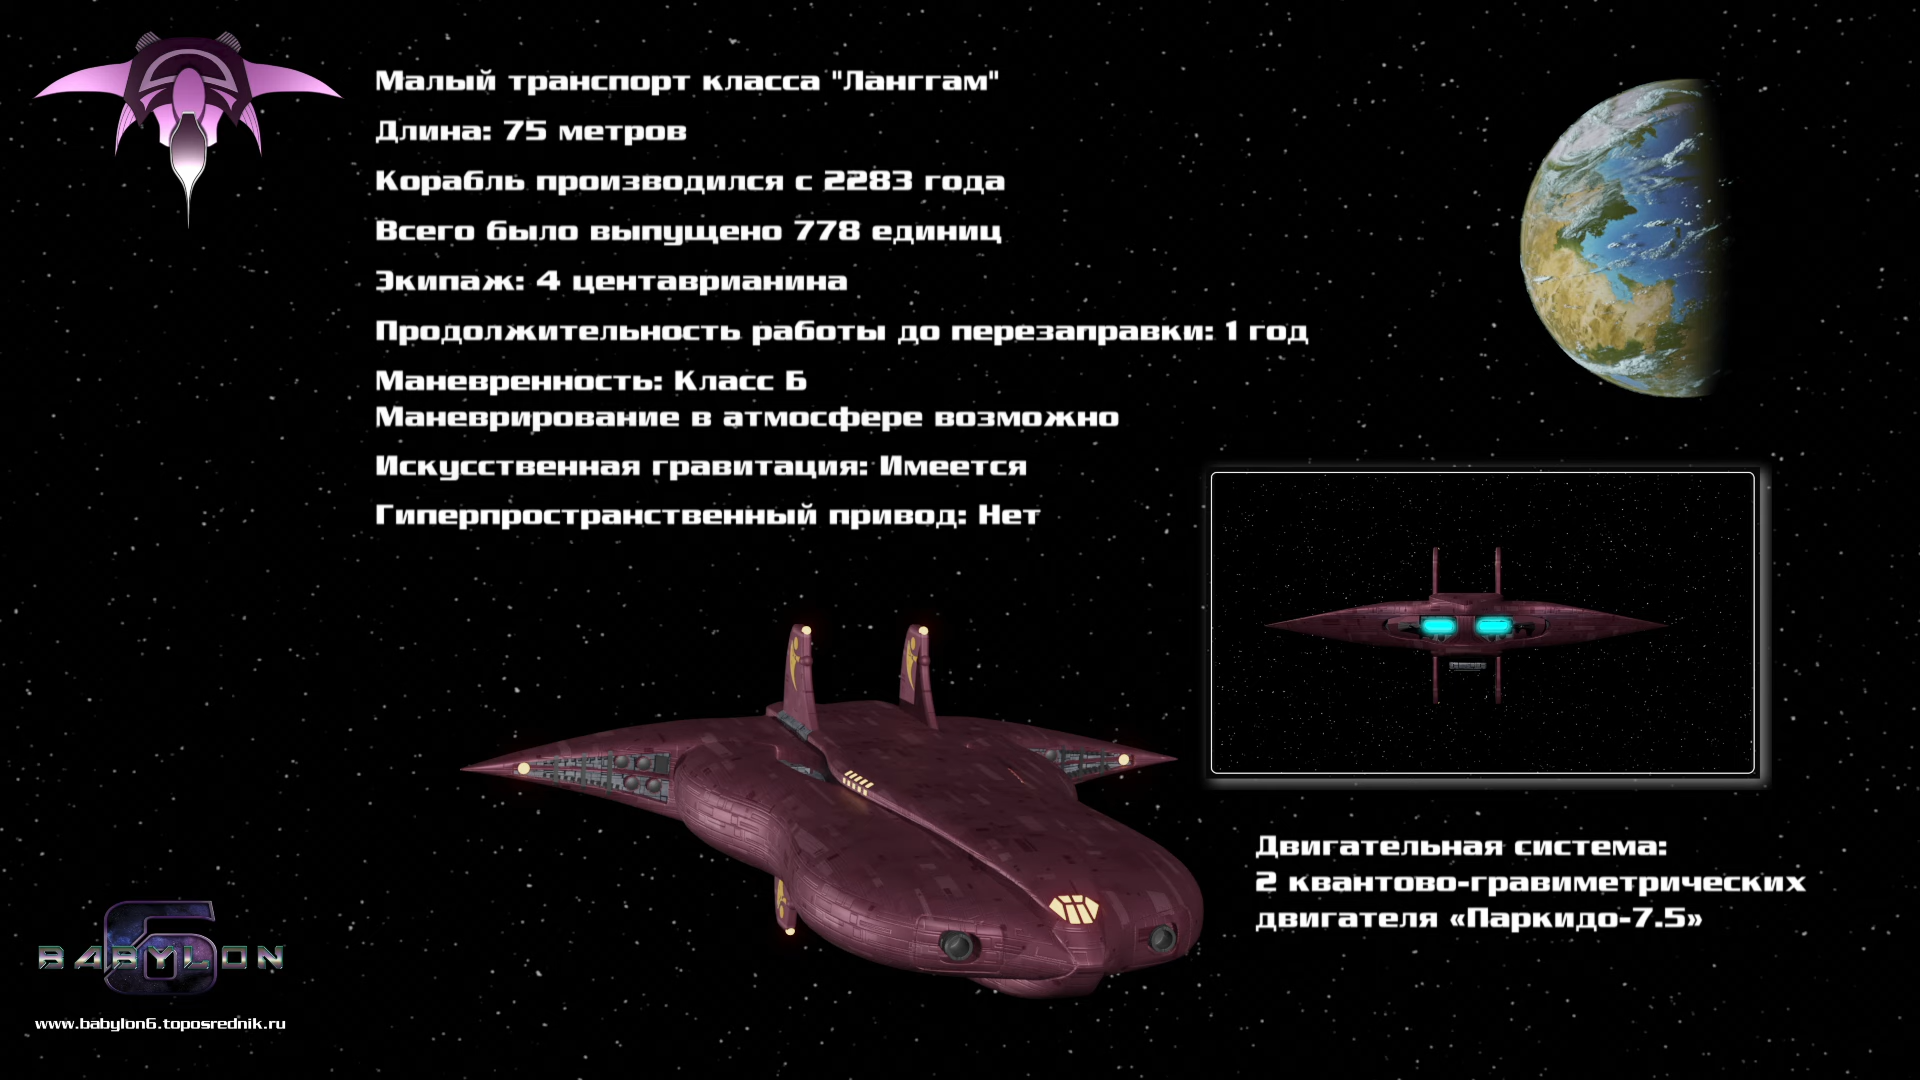 Малый транспорт класса "Ланггам"
Длина: 75 метров
Корабль производился с 2283 года
Всего было выпущено 778 единиц
Экипаж: 4 центаврианина
Продолжительность работы до перезаправки: 1 год
Маневренность: Класс Б
Маневрирование в атмосфере возможно
Искусственная гравитация: Имеется
Гиперпространственный привод: Нет
Двигательная система:
2 квантово-гравиметрических
двигателя «Паркидо-7.5»
6
BABYLON
www.babylon6.toposrednik.ru